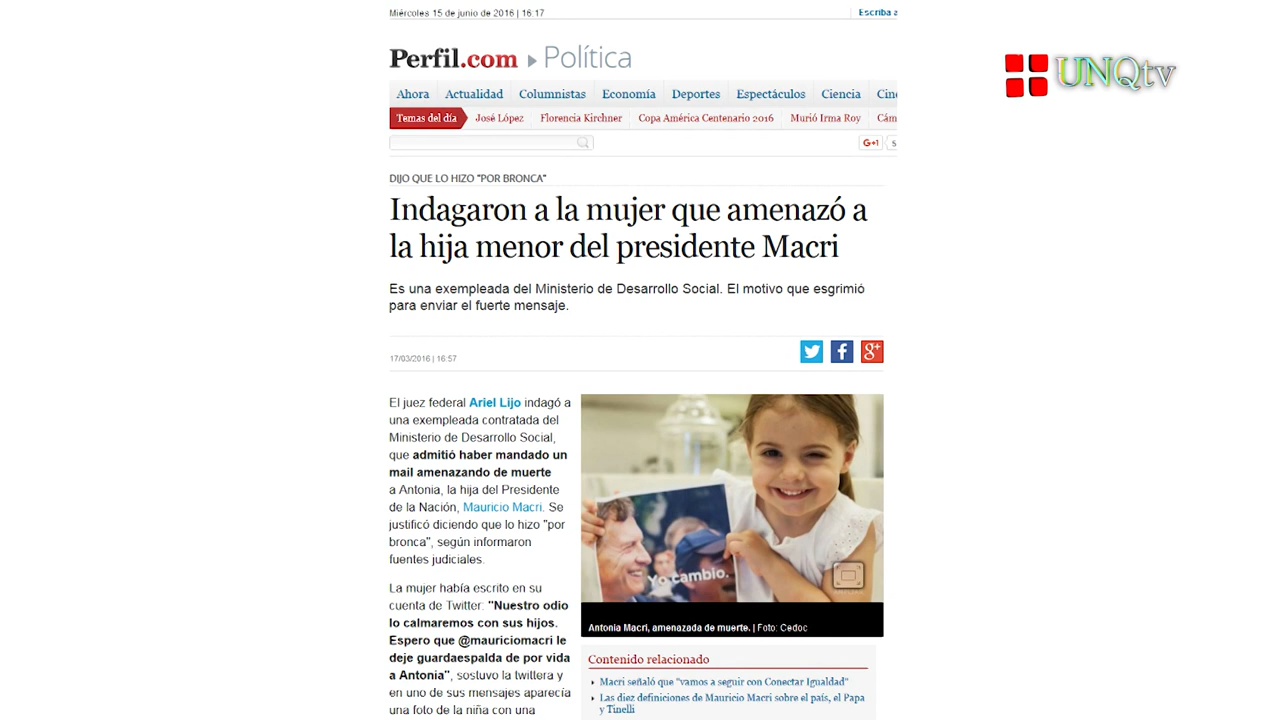 Miércoles 15 de junio de 2016 | 16:17
Escriba a
Perfil.com Política
UNQtv
Ahora Actualidad Columnistas Economía Deportes Espectáculos Ciencia Cine
Temas del día José López Florencia Kirchner Copa América Centenario 2016 Murió Irma Roy Cám
G+1 5
DIJO QUE LO HIZO "POR BRONCA"
Indagaron a la mujer que amenazó a
la hija menor del presidente Macri
Es una exempleada del Ministerio de Desarrollo Social. El motivo que esgrimió
para enviar el fuerte mensaje.
17/03/2016 | 16:57
El juez federal Ariel Lijo indagó a
una exempleada contratada del
Ministerio de Desarrollo Social,
que admitió haber mandado un
mail amenazando de muerte
a Antonia, la hija del Presidente
de la Nación, Mauricio Macri. Se
justificó diciendo que lo hizo "por
bronca", según informaron
fuentes judiciales.
La mujer había escrito en su
cuenta de Twitter: "Nuestro odio
lo calmaremos con sus hijos.
Espero que @mauriciomacri le
deje guardaespalda de por vida
a Antonia", sostuvo la twittera y
en uno de sus mensajes aparecía
una foto de la niña con una
Yo cambio.
Antonia Macri, amenazada de muerte. | Foto: Cedoc
Contenido relacionado
Macri señaló que "vamos a seguir con Conectar Igualdad"
Las diez definiciones de Mauricio Macri sobre el país, el Papa
y Tinelli